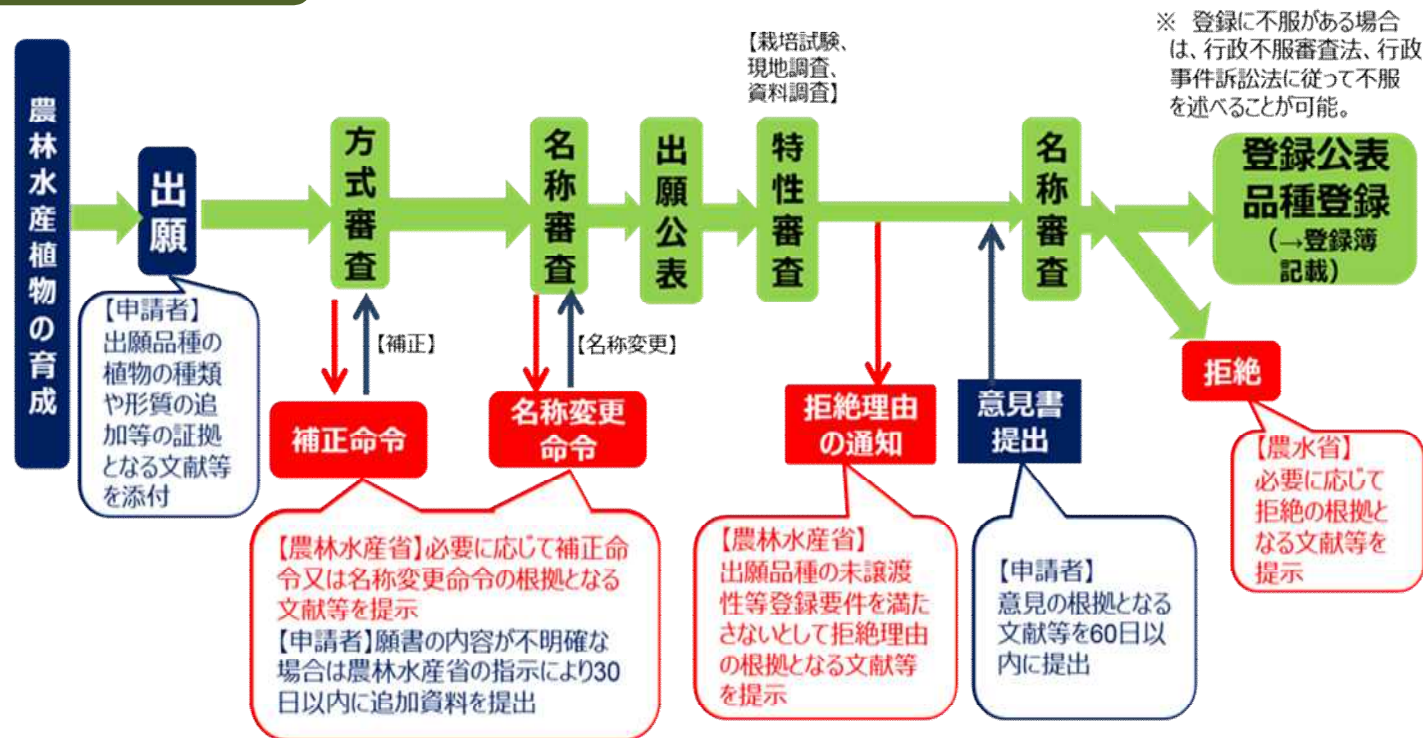 農林水産植物の育成
出願
【申請者】
出願品種の
植物の種類
や形質の追
加等の証拠
となる文献等
を添付
方式審査
【補正】
補正命令
名称審査
【名称変更】
名称変更
命令
【農林水産省】必要に応じて補正命
令又は名称変更命令の根拠となる
文献等を提示
【申請者】願書の内容が不明確な
場合は農林水産省の指示により30
日以内に追加資料を提出
出願公表
【栽培試験、
現地調査、
資料調査】
特性審査
拒絶理由
の通知
【農林水産省】
出願品種の未譲渡
性等登録要件を満た
さないとして拒絶理由
の根拠となる文献等
を提示
意見書
提出
【申請者】
意見の根拠となる
文献等を60日以
内に提出
名称審査
※ 登録に不服がある場合
は、行政不服審査法、行政
事件訴訟法に従って不服
を述べることが可能。
登録公表
品種登録
（→登録簿
記載）
拒絶
【農水省】
必要に応じて
拒絶の根拠と
なる文献等を
提示